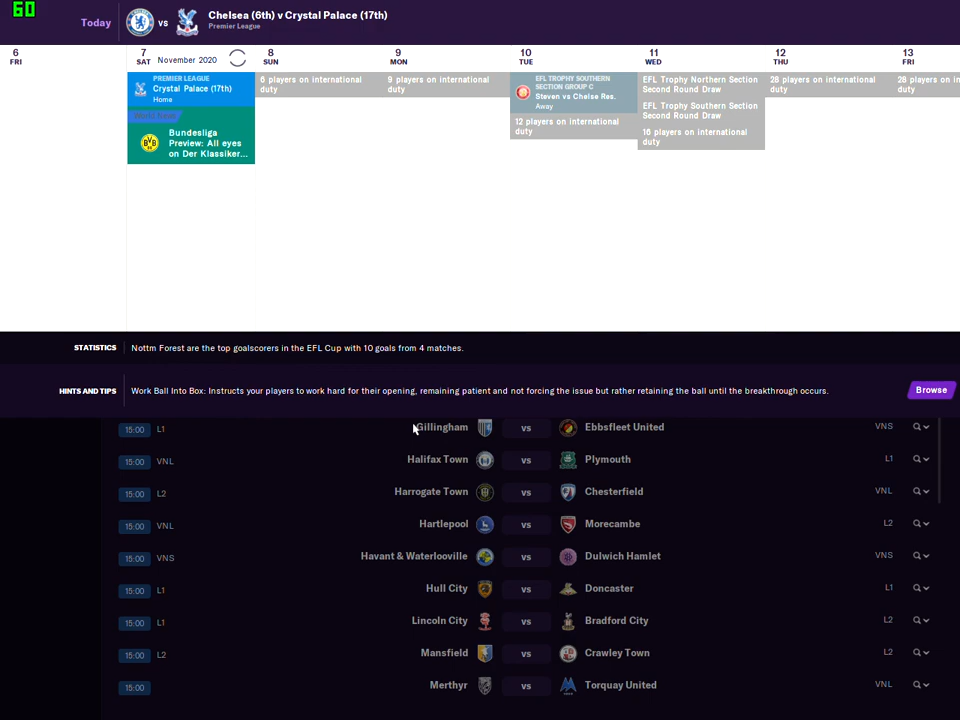 60
Today
vs
Chelsea (6th) v Crystal Palace (17th)
Premier League
6
FRI
7
SAT
November 2020
8
SUN
9
MON
10
TUE
11
WED
12
THU
13
FRI
PREMIER LEAGUE
Crystal Palace (17th)
Home
World Break
Bundesliga
Preview: All eyes
on Der Klassiker...
6 players on international
duty
9 players on international
duty
EFL TROPHY SOUTHERN
SECTION GROUP C
Steven vs Chelse Res.
Away
12 players on international
duty
EFL Trophy Northern Section
Second Round Draw
EFL Trophy Southern Section
Second Round Draw
16 players on international
duty
28 players on international
duty
28 players on in
duty
STATISTICS
Nottm Forest are the top goalscorers in the EFL Cup with 10 goals from 4 matches.
HINTS AND TIPS
Work Ball Into Box: Instructs your players to work hard for their opening, remaining patient and not forcing the issue but rather retaining the ball until the breakthrough occurs.
Browse
15:00 L1 Gillingham vs Ebbsfleet United VNS
15:00 VNL Halifax Town vs Plymouth L1
15:00 L2 Harrogate Town vs Chesterfield VNL
15:00 VNL Hartlepool vs Morecambe L2
15:00 VNS Havant & Waterlooville vs Dulwich Hamlet VNS
15:00 L1 Hull City vs Doncaster L1
15:00 L1 Lincoln City vs Bradford City L2
15:00 L2 Mansfield vs Crawley Town L2
15:00 Merthyr vs Torquay United VNL